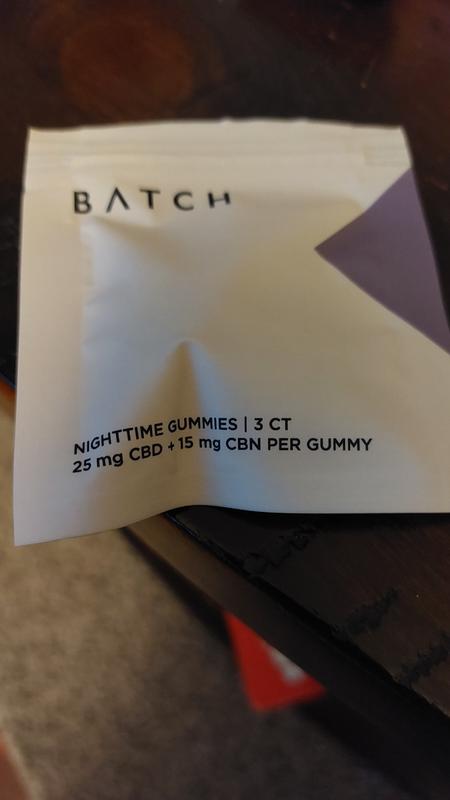 BATCH
NIGHTTIME GUMMIES | 3 CT
25 mg CBD + 15 mg CBN PER GUMMY